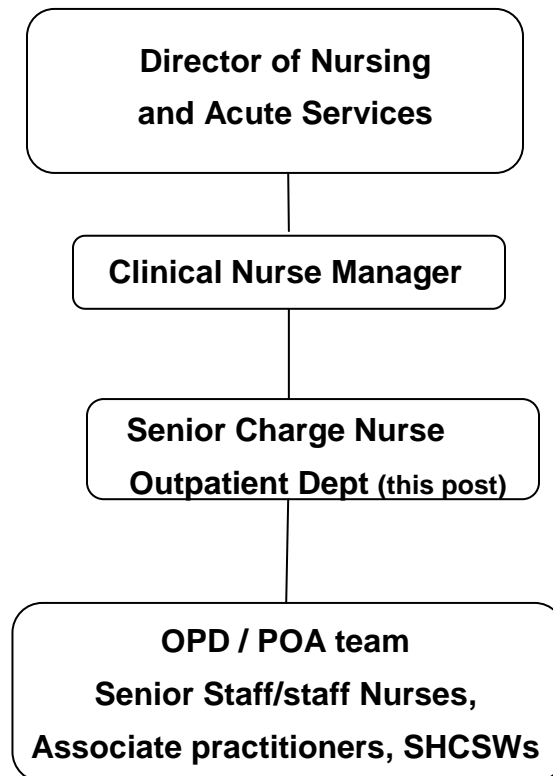 Director of Nursing
and Acute Services
Clinical Nurse Manager
Senior Charge Nurse
Outpatient Dept (this post)
OPD / POA team
Senior Staff/staff Nurses,
Associate practitioners, SHCSWs